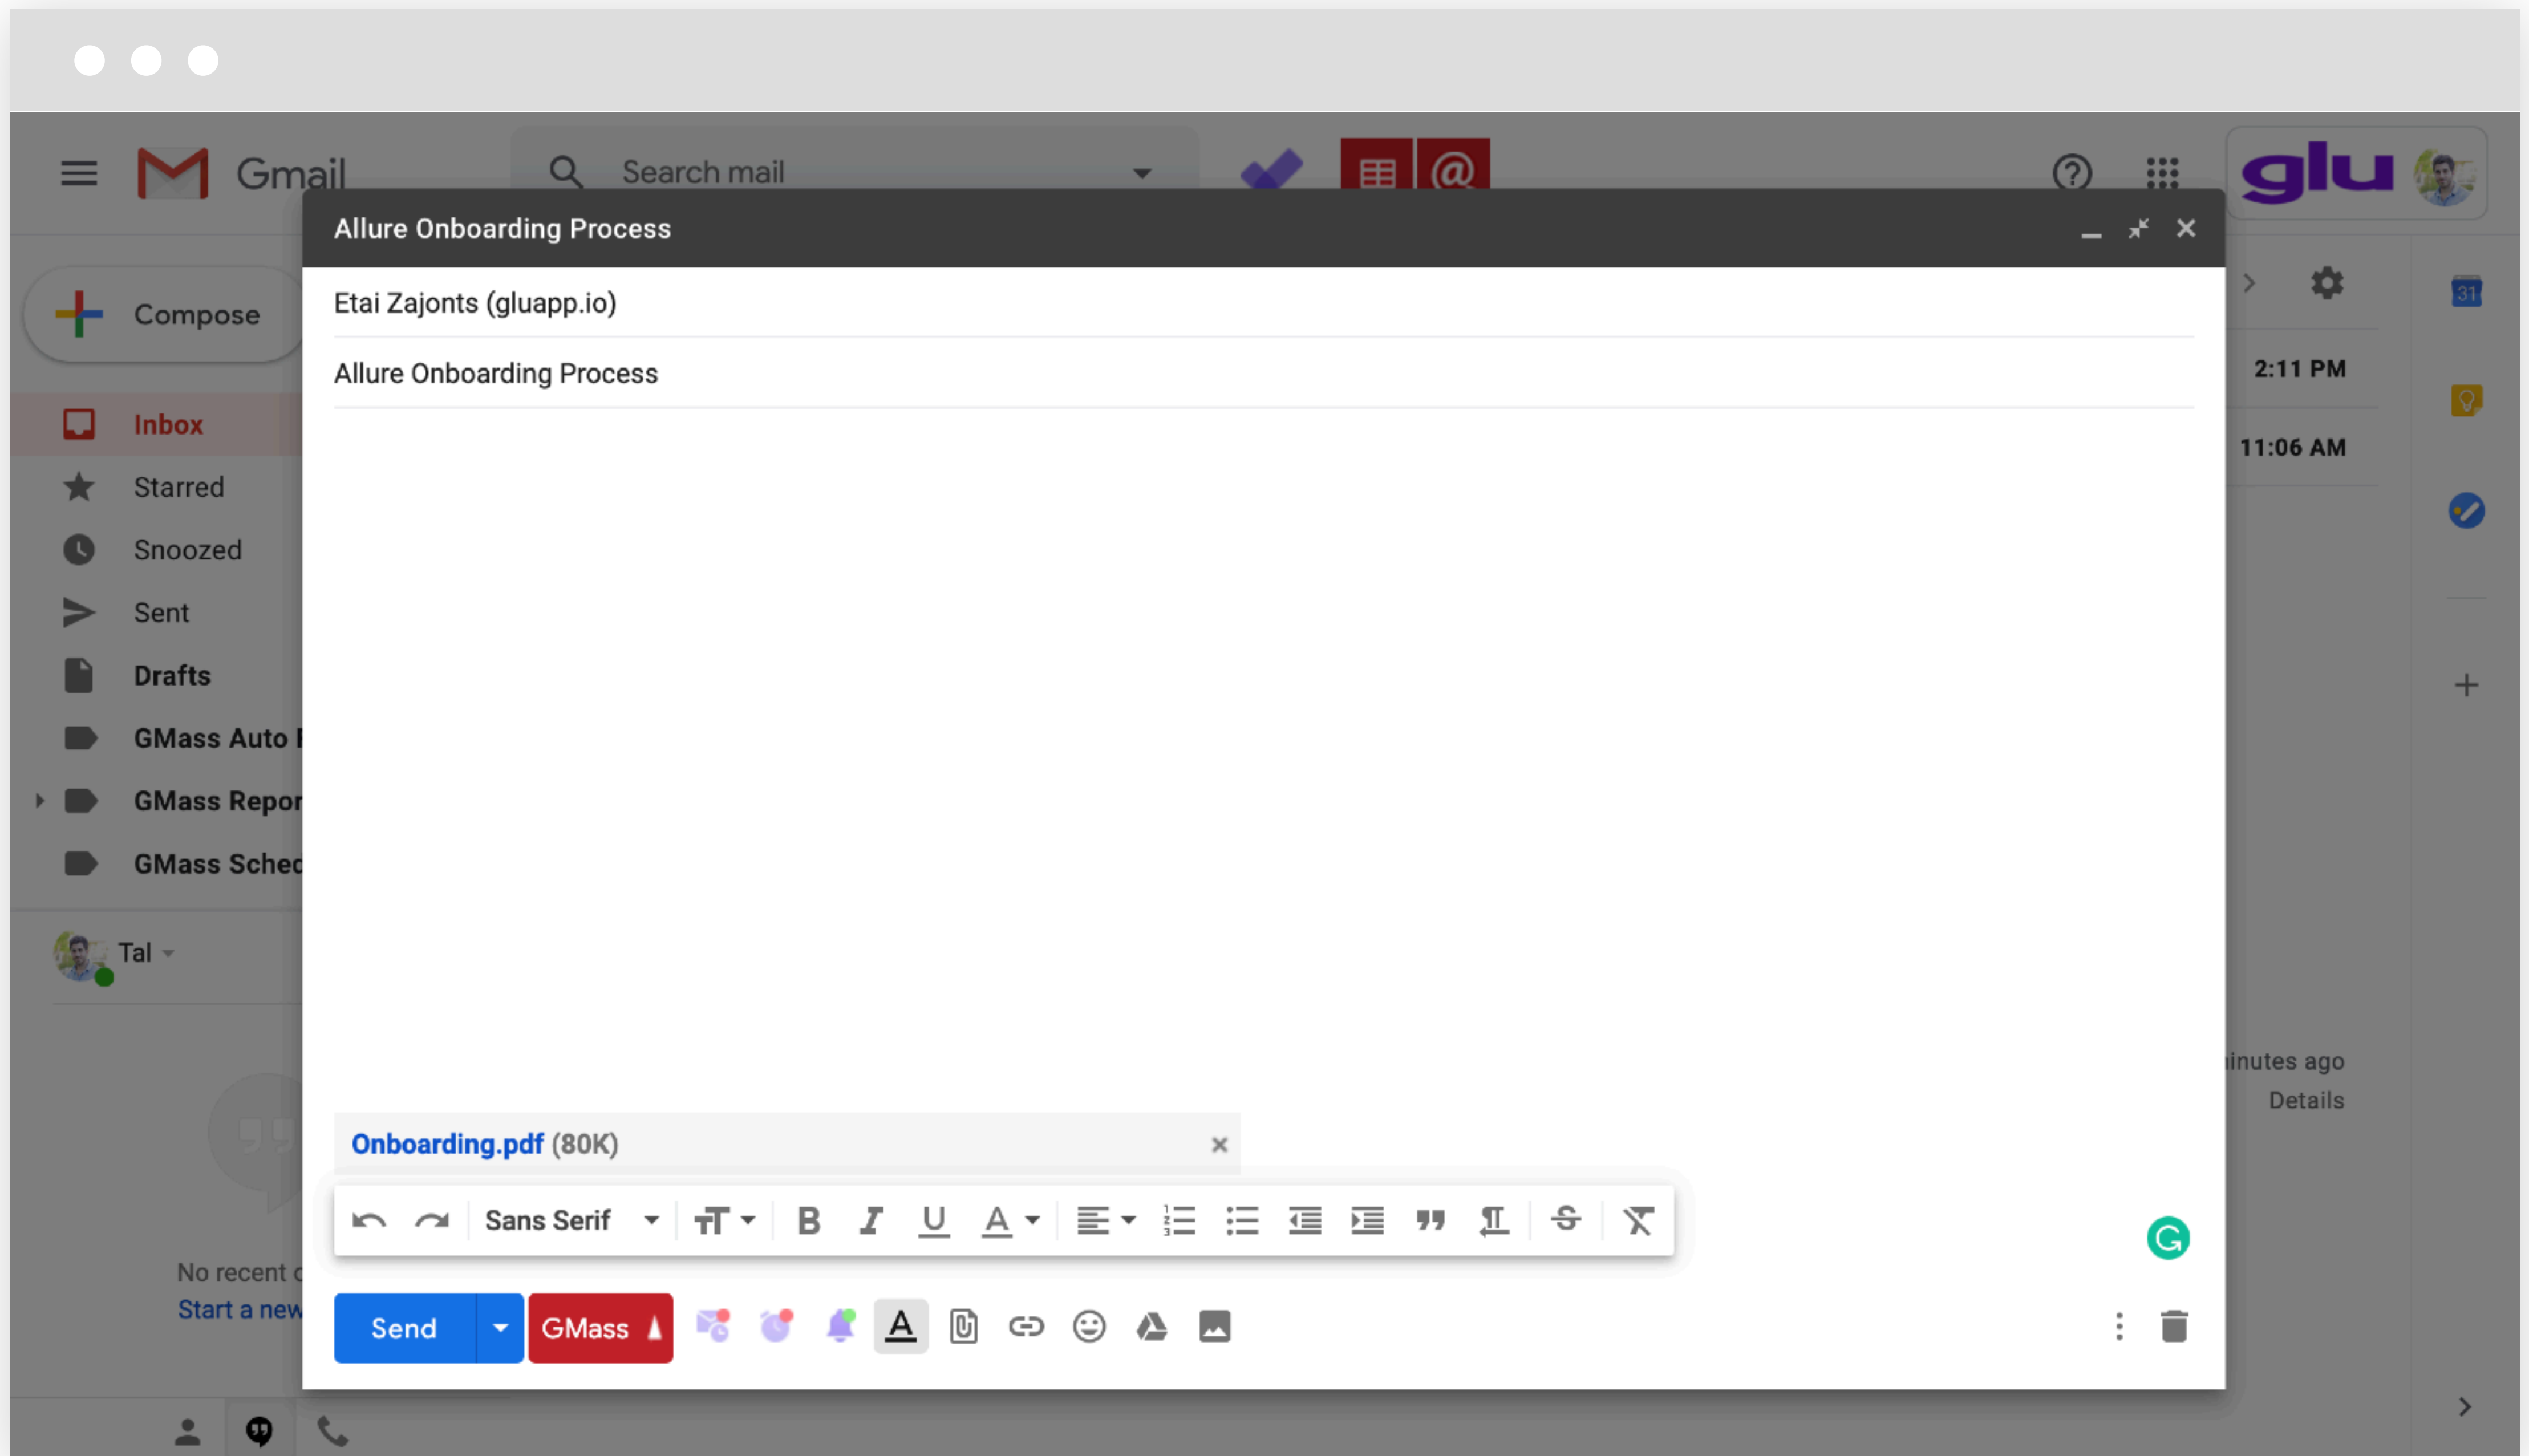 Gmail
Search mail
glu
Allure Onboarding Process
Compose
Etai Zajonts (gluapp.io)
31
Allure Onboarding Process
2:11 PM
Inbox
11:06 AM
Starred
Snoozed
Sent
Drafts
GMass Auto
GMass Repor
GMass Sched
Tal
inutes ago
Details
Onboarding.pdf (80K)
Sans Serif
No recent
Start a new
Send
GMass